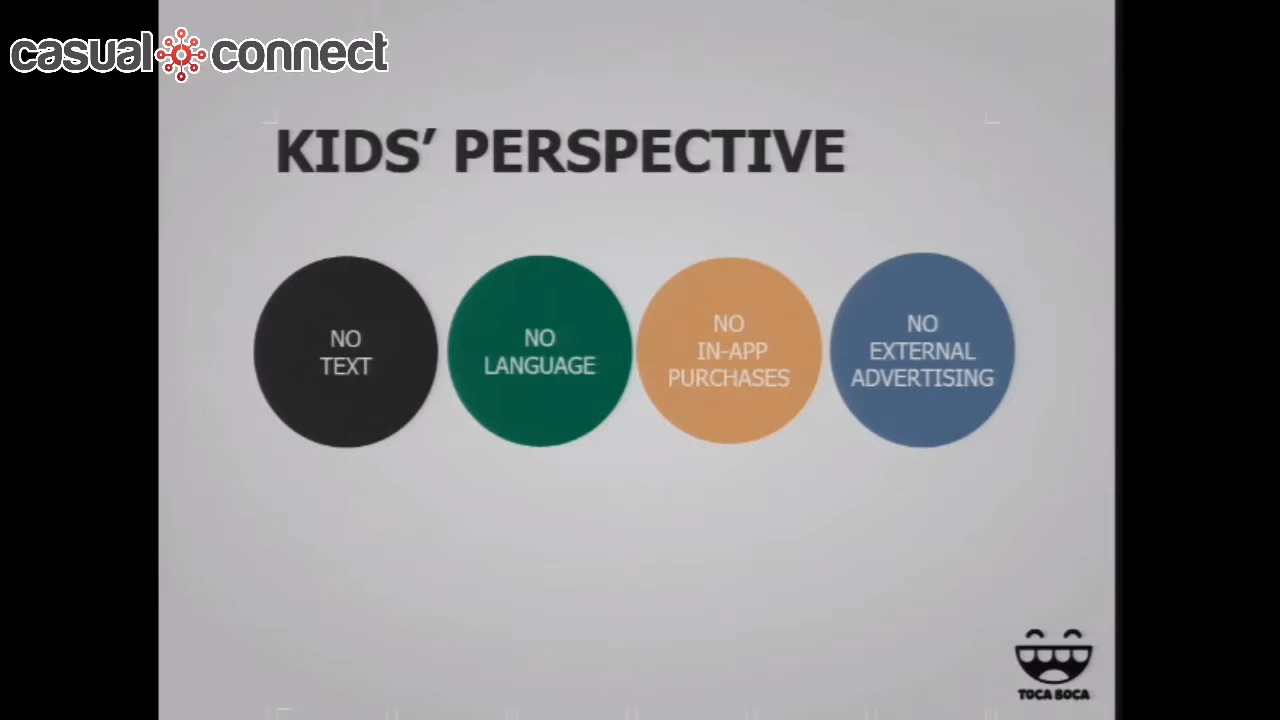 casual connect
KIDS’ PERSPECTIVE
NO
TEXT
NO
LANGUAGE
NO
IN-APP
PURCHASES
NO
EXTERNAL
ADVERTISING
TOCA BOCA